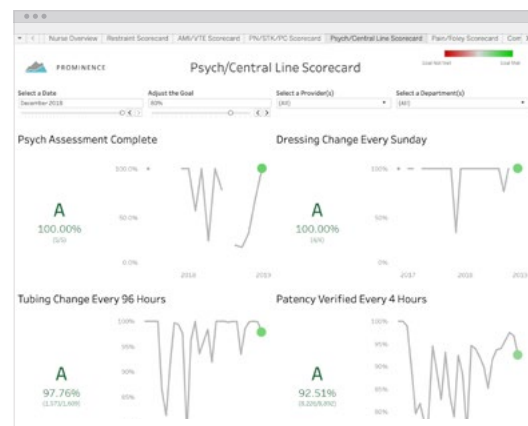 Nurse Overview Restraint Scorecard AMI/VTE Scorecard PN/STK/PC Scorecard Psych/Central Line Scorecard Pain/Foley Scorecard
PROMINENCE
Psych/Central Line Scorecard
Goal Not Met Goal Met
Select a Date Adjust the Goal Select a Provider(s) Select a Department(s)
December 2018 80% (All) (All)
Psych Assessment Complete
100.0%
50.0%
0.0%
A
100.00%
(5/5)
2018 2019
Dressing Change Every Sunday
100%
50%
0%
A
100.00%
2017 2018 2019
Tubing Change Every 96 Hours
100%
95%
90%
85%
A
97.76%
Patency Verified Every 4 Hours
100%
95%
90%
85%
80%
A
92.51%